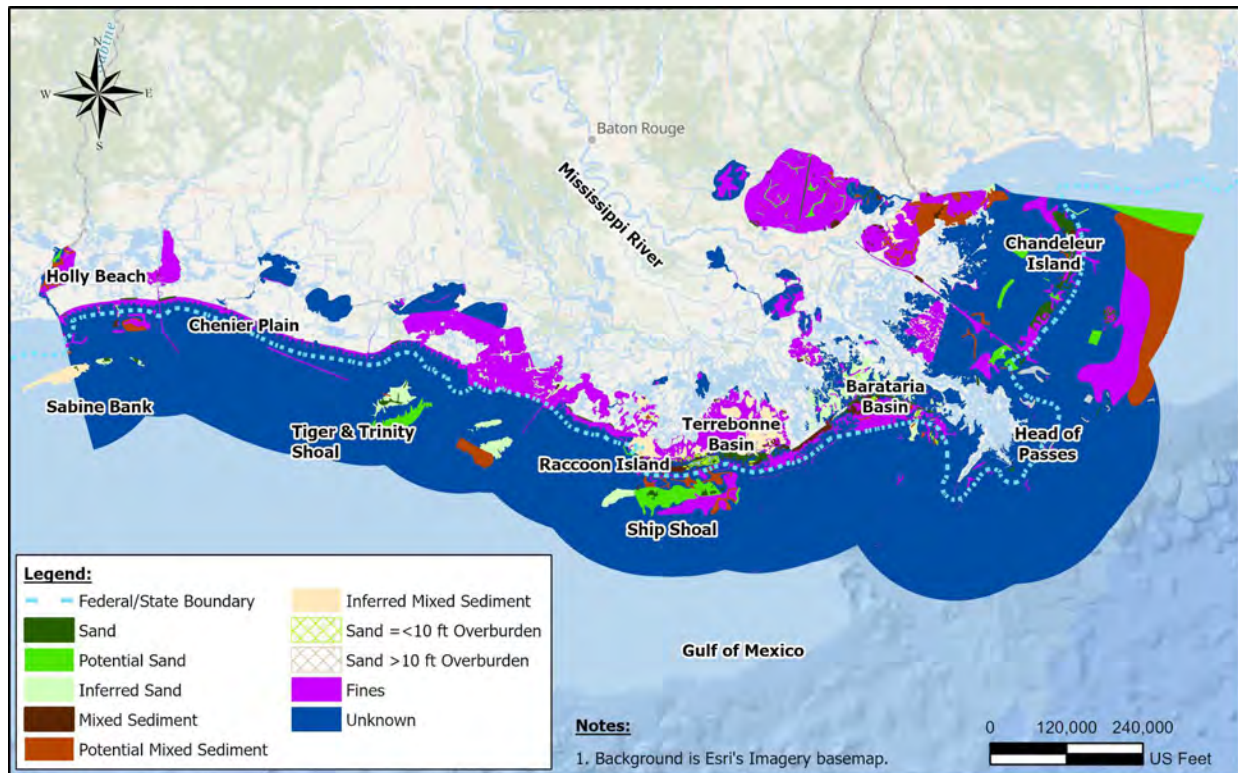 Sabine
N
W
E
S
Baton Rouge
Mississippi River
Chandeleur
Island
Holly Beach
Chenier Plain
Sabine Bank
Tiger & Trinity
Shoal
Raccoon Island
Terrebonne
Basin
Barataria
Basin
Head of
Passes
Ship Shoal
Gulf of Mexico
Legend:
Federal/State Boundary
Sand
Potential Sand
Inferred Sand
Mixed Sediment
Potential Mixed Sediment
Inferred Mixed Sediment
Sand =<10 ft Overburden
Sand >10 ft Overburden
Fines
Unknown
Notes:
1. Background is Esri's Imagery basemap.
0 120,000 240,000
US Feet